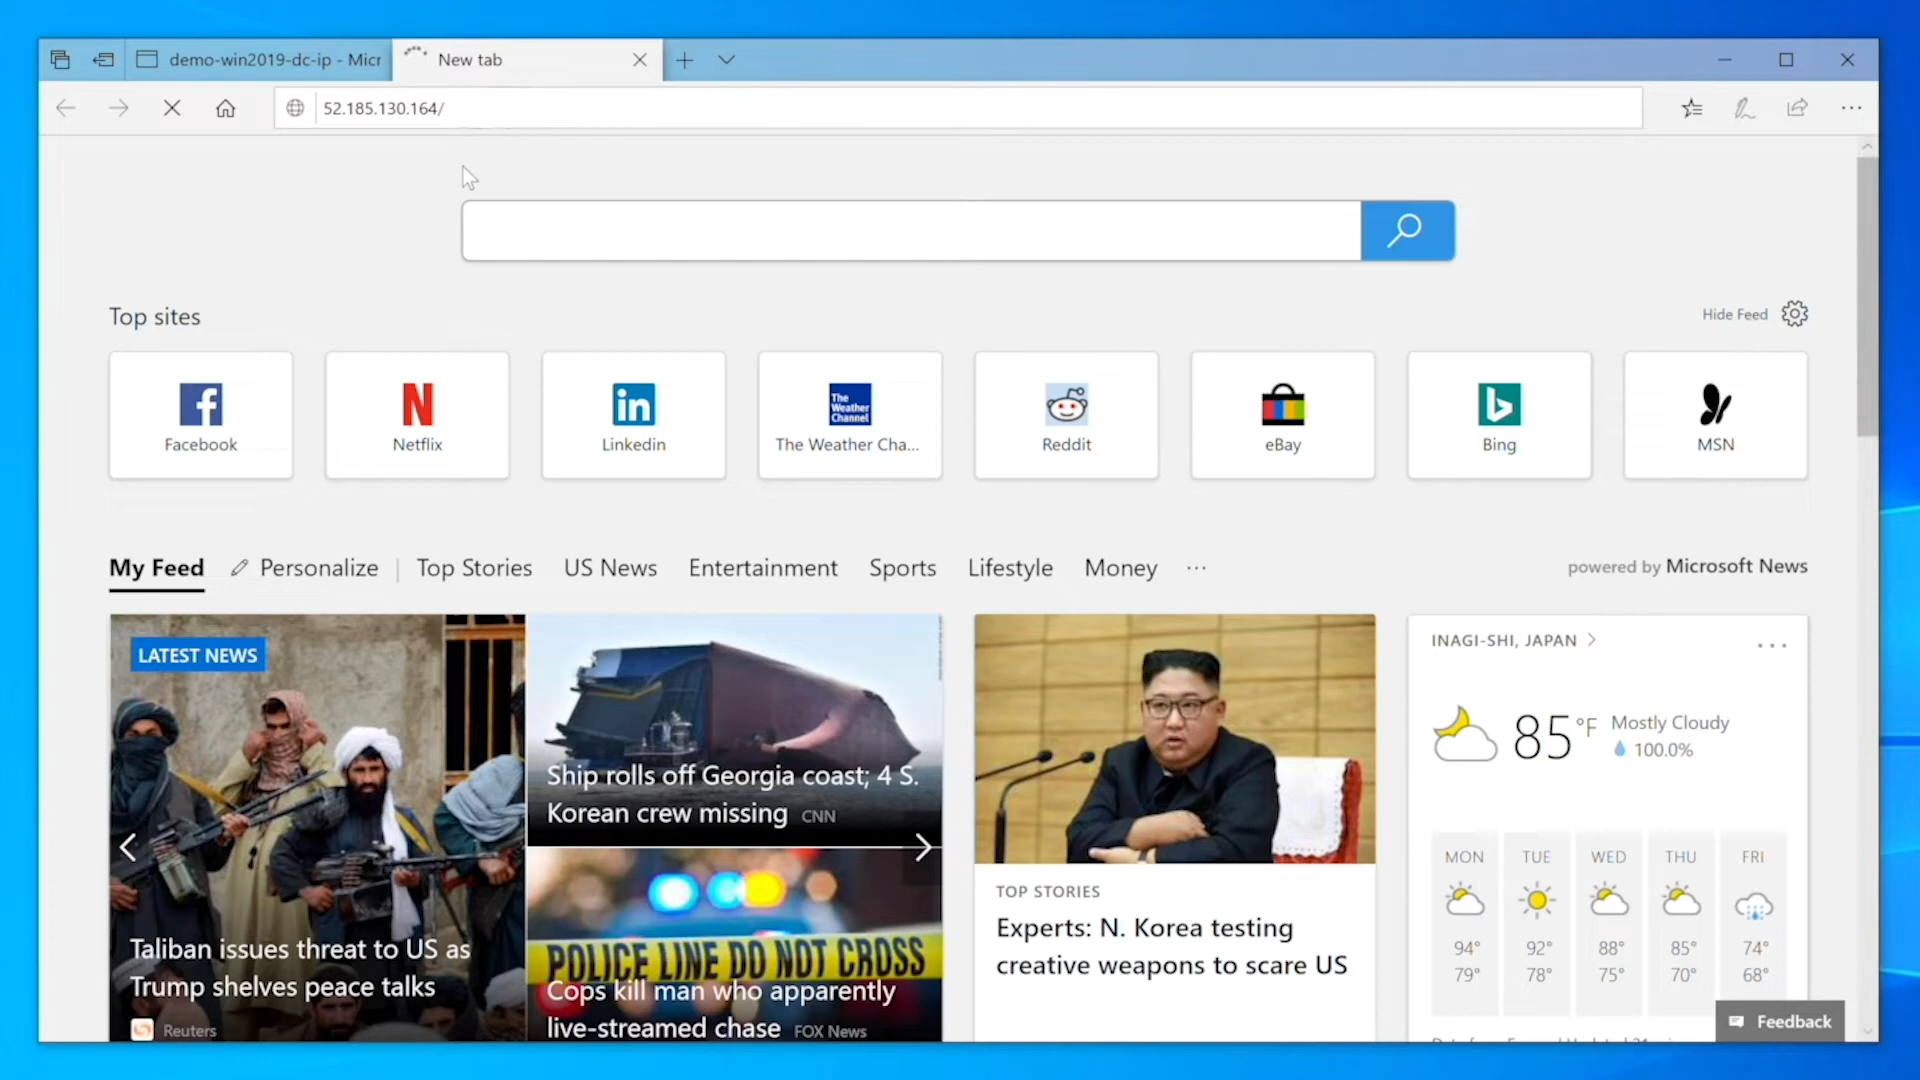 demo-win2019-dc-ip - Micr
New tab
52.185.130.164/
Top sites
Hide Feed
Facebook
Netflix
Linkedin
The Weather Channel
The Weather Cha...
Reddit
eBay
Bing
MSN
My Feed
Personalize
Top Stories
US News
Entertainment
Sports
Lifestyle
Money
powered by Microsoft News
LATEST NEWS
Taliban issues threat to US as
Trump shelves peace talks
Reuters
Ship rolls off Georgia coast; 4 S.
Korean crew missing CNN
POLICE LINE DO NOT CROSS
Cops kill man who apparently
live-streamed chase FOX News
TOP STORIES
Experts: N. Korea testing
creative weapons to scare US
INAGI-SHI, JAPAN
85 °F
Mostly Cloudy
100.0%
MON TUE WED THU FRI
94° 92° 88° 85° 74°
79° 78° 75° 70° 68°
Feedback